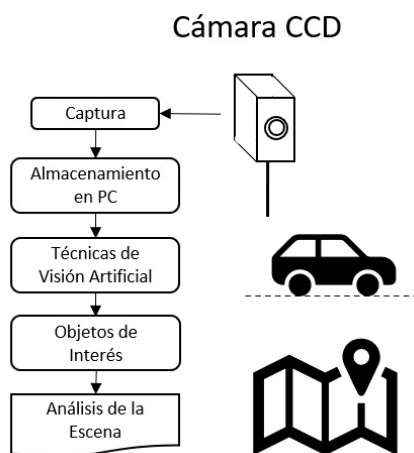 Cámara CCD
Captura
Almacenamiento
en PC
Técnicas de
Visión Artificial
Objetos de
Interés
Análisis de la
Escena